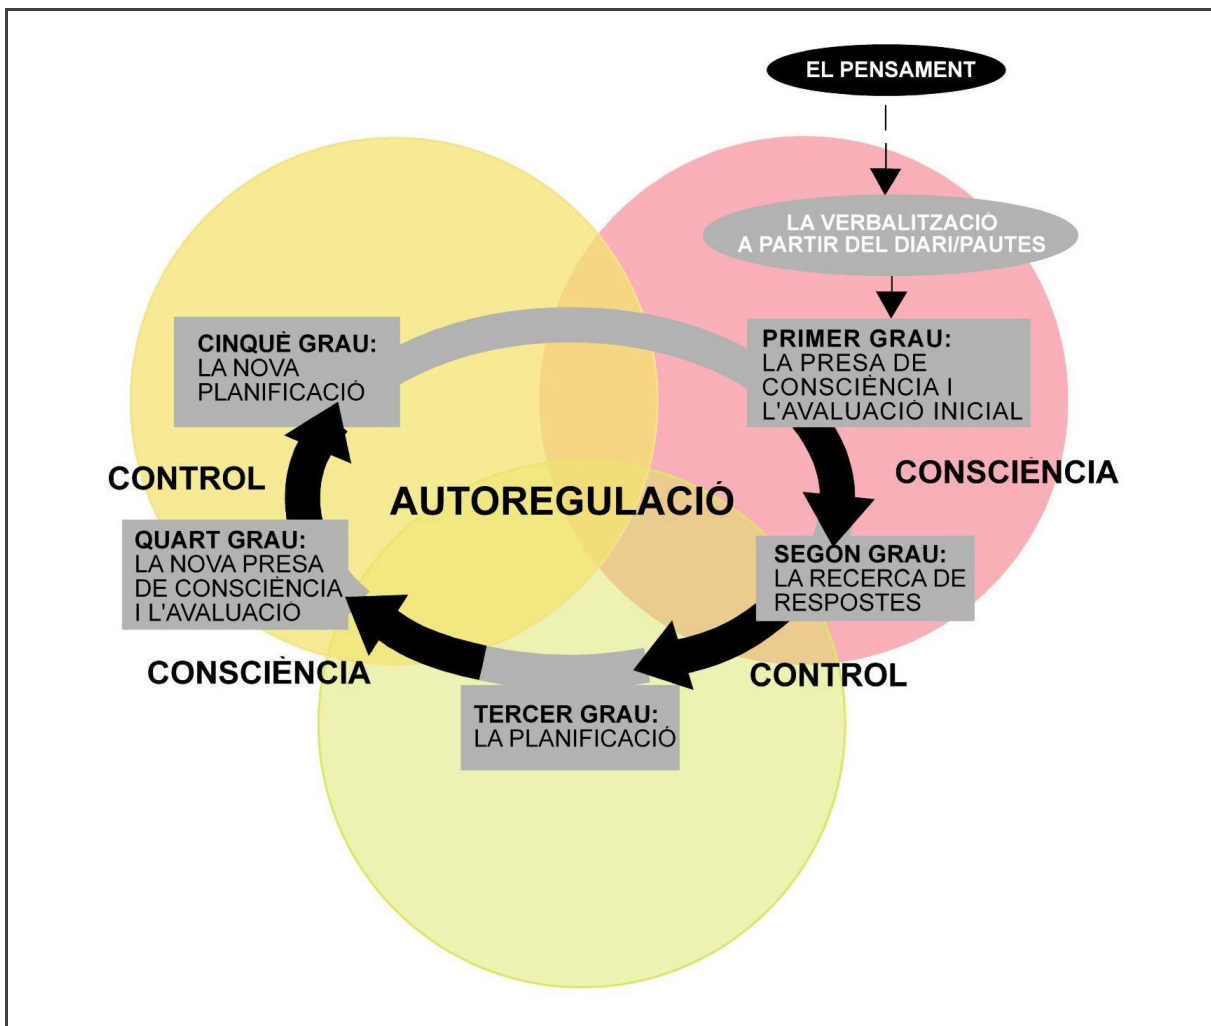 EL PENSAMENT
LA VERBALITZACIÓ
A PARTIR DEL DIARI/PAUTES
PRIMER GRAU:
LA PRESA DE
CONSCIÈNCIA I
L'AVALUACIÓ INICIAL
CINQUÈ GRAU:
LA NOVA
PLANIFICACIÓ
CONSCIÈNCIA
CONTROL
AUTOREGULACIÓ
QUART GRAU:
LA NOVA PRESA
DE CONSCIÈNCIA
I L'AVALUACIÓ
SEGON GRAU:
LA RECERCA DE
RESPOSTES
CONSCIÈNCIA
CONTROL
TERCER GRAU:
LA PLANIFICACIÓ